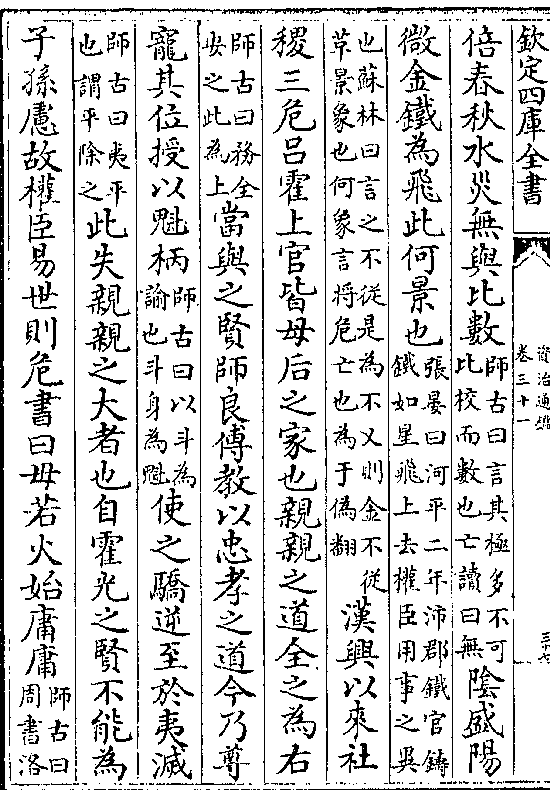 欽定四庫全書
資治通鑑
卷三十一
倍春秋水災無與比數師古曰言其極多不可比校而數也亡讀曰無陰盛陽
微金鐵為飛此何景也張晏曰河平二年沛郡鐵官鑄鐵如星飛上去權臣用事之異
也蘇林曰言之不從是為不乂則金不從草景象也何象言將危亡也為于偽翻漢興以來社
稷三危呂霍上官皆母后之家也親親之道全之為右
師古曰務全安之此為上當與之賢師良傅教以忠孝之道今乃尊
寵其位授以魁柄師古曰以斗為諭也斗身為魁使之驕逆至於夷滅
師古曰夷平也謂平除之此失親親之大者也自霍光之賢不能為
子孫慮故權臣易世則危書曰毋若火始庸庸師古曰周書洛